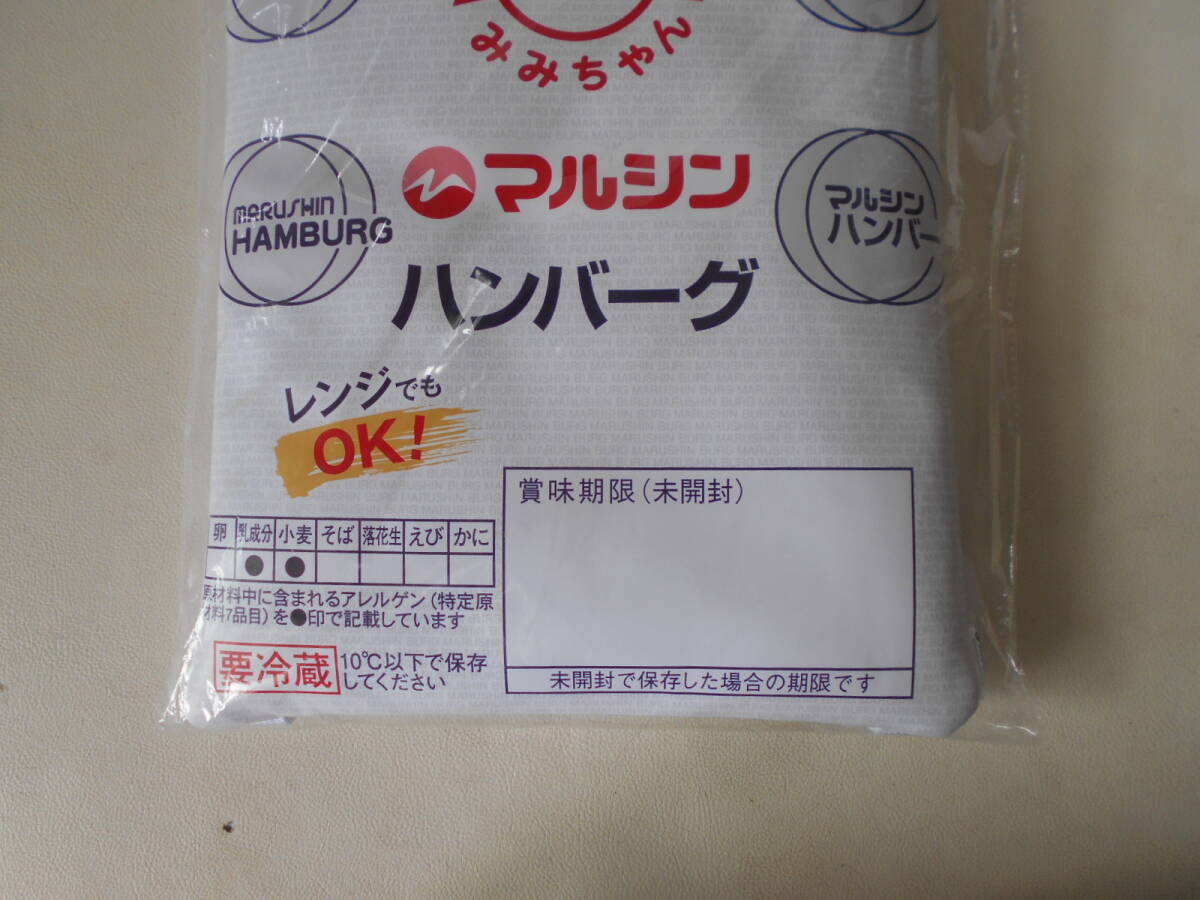 みみちゃん
マルシン
MARUSHIN
HAMBURG
マルシン
ハンバー
ハンバーグ
レンジでも
OK!
賞味期限(未開封)
卵 乳成分 小麦 そば 落花生 えび かに
● ●
原材料中に含まれるアレルゲン(特定原
材料7品目)を●印で記載しています
要冷蔵
10℃以下で保存
してください
未開封で保存した場合の期限です